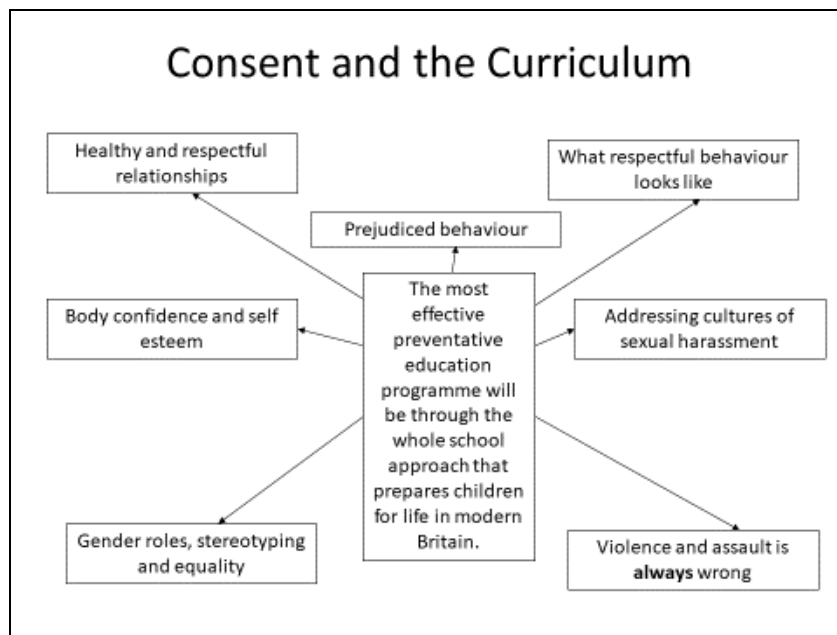 Consent and the Curriculum
Healthy and respectful
relationships
What respectful behaviour
looks like
Prejudiced behaviour
Body confidence and self
esteem
The most
effective
preventative
education
programme will
be through the
whole school
approach that
prepares children
for life in modern
Britain.
Addressing cultures of
sexual harassment
Gender roles, stereotyping
and equality
Violence and assault is
always wrong